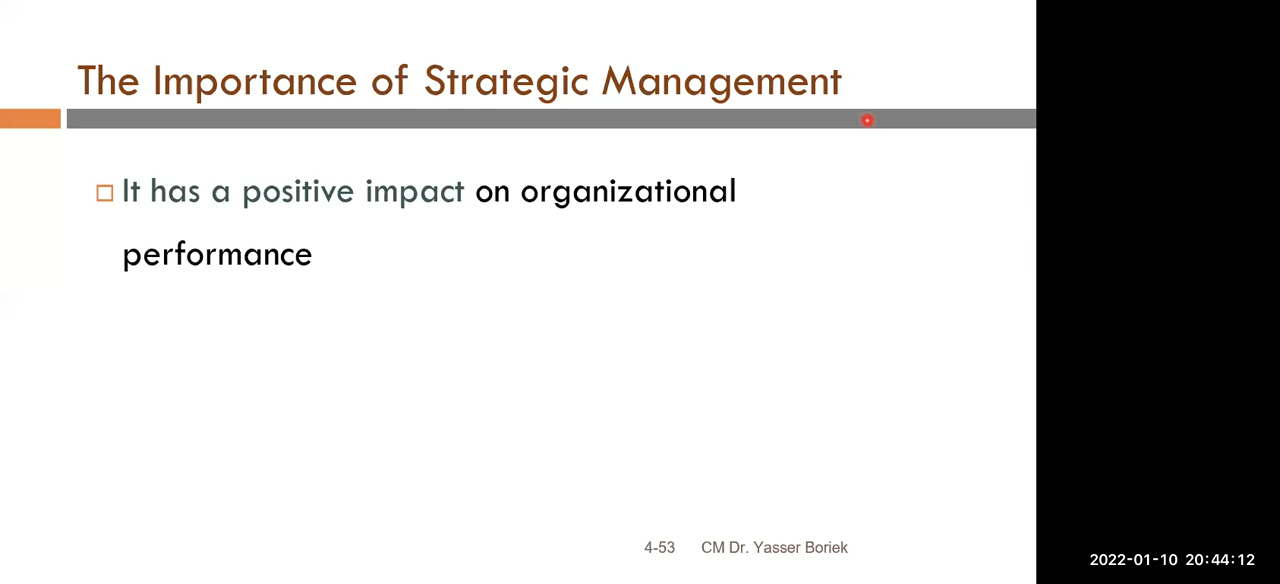 The Importance of Strategic Management
It has a positive impact on organizational
performance
4-53 CM Dr. Yasser Boriek
2022-01-10 20:44:12